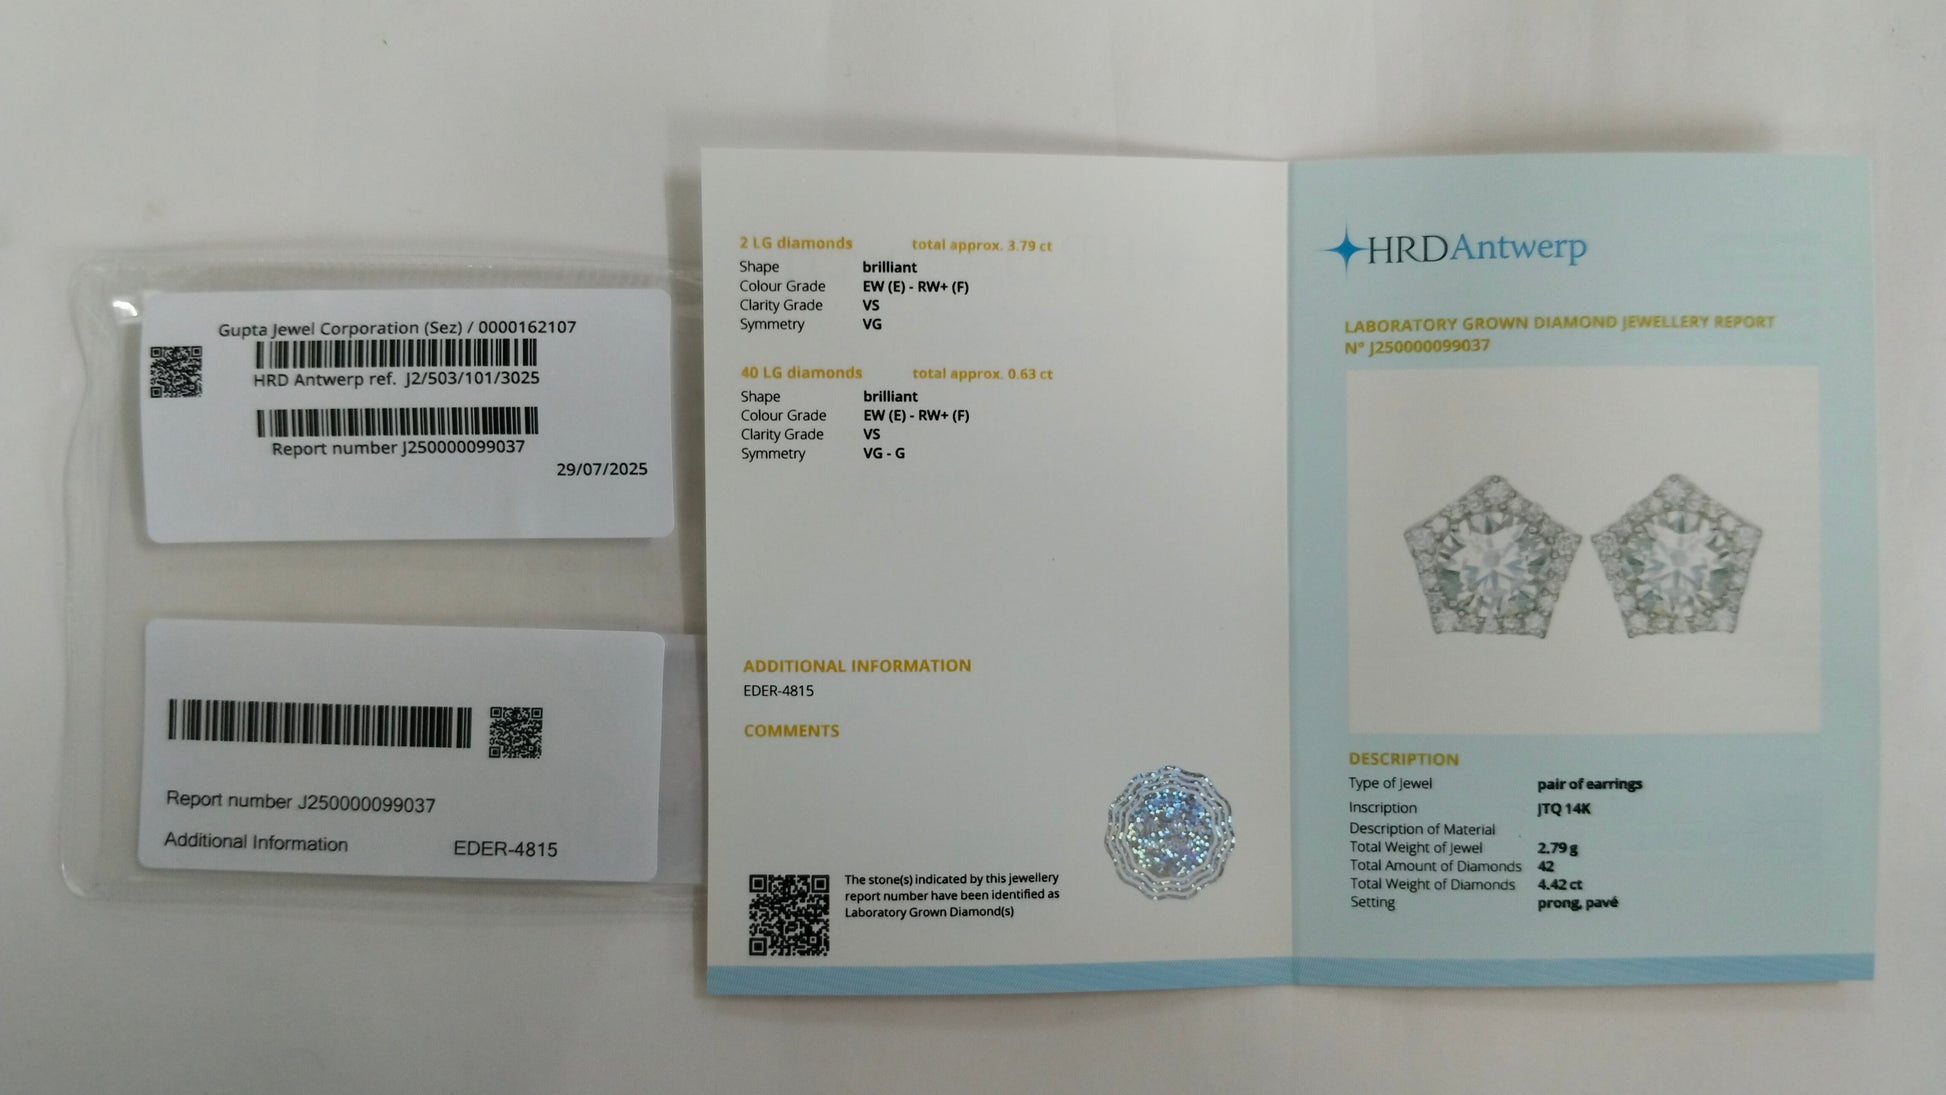 Gupta Jewel Corporation (Sez) / 0000162107
HRD Antwerp ref. J2/503/101/3025
Report number J250000099037
29/07/2025
Report number J250000099037
Additional Information EDER-4815
2 LG diamonds total approx. 3.79 ct
Shape brilliant
Colour Grade EW (E) - RW+ (F)
Clarity Grade VS
Symmetry VG
40 LG diamonds total approx. 0.63 ct
Shape brilliant
Colour Grade EW (E) - RW+ (F)
Clarity Grade VS
Symmetry VG - G
ADDITIONAL INFORMATION
EDER-4815
COMMENTS
The stone(s) indicated by this jewellery
report number have been identified as
Laboratory Grown Diamond(s)
HRD Antwerp
LABORATORY GROWN DIAMOND JEWELLERY REPORT
N° J250000099037
DESCRIPTION
Type of Jewel pair of earrings
Inscription JTQ 14K
Description of Material
Total Weight of Jewel 2.79 g
Total Amount of Diamonds 42
Total Weight of Diamonds 4.42 ct
Setting prong, pavé